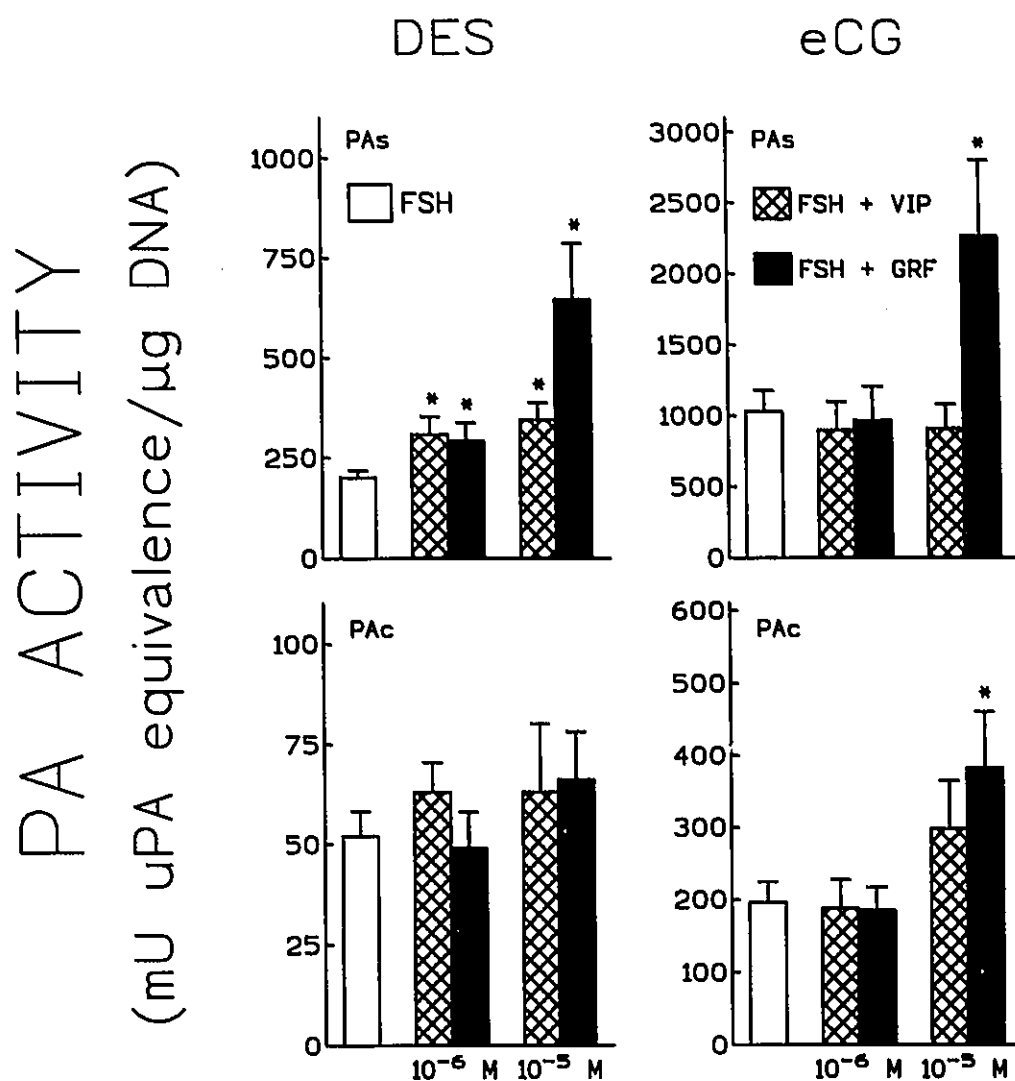 DES
eCG
PA ACTIVITY
(mU uPA equivalence/µg DNA)
PAs
FSH
1000
750
500
250
0
PAs
FSH + VIP
FSH + GRF
3000
2500
2000
1500
1000
500
0
* * * *
*
PAc
100
75
50
25
0
10⁻⁶ M 10⁻⁵ M
PAc
600
500
400
300
200
100
0
*
10⁻⁶ M 10⁻⁵ M